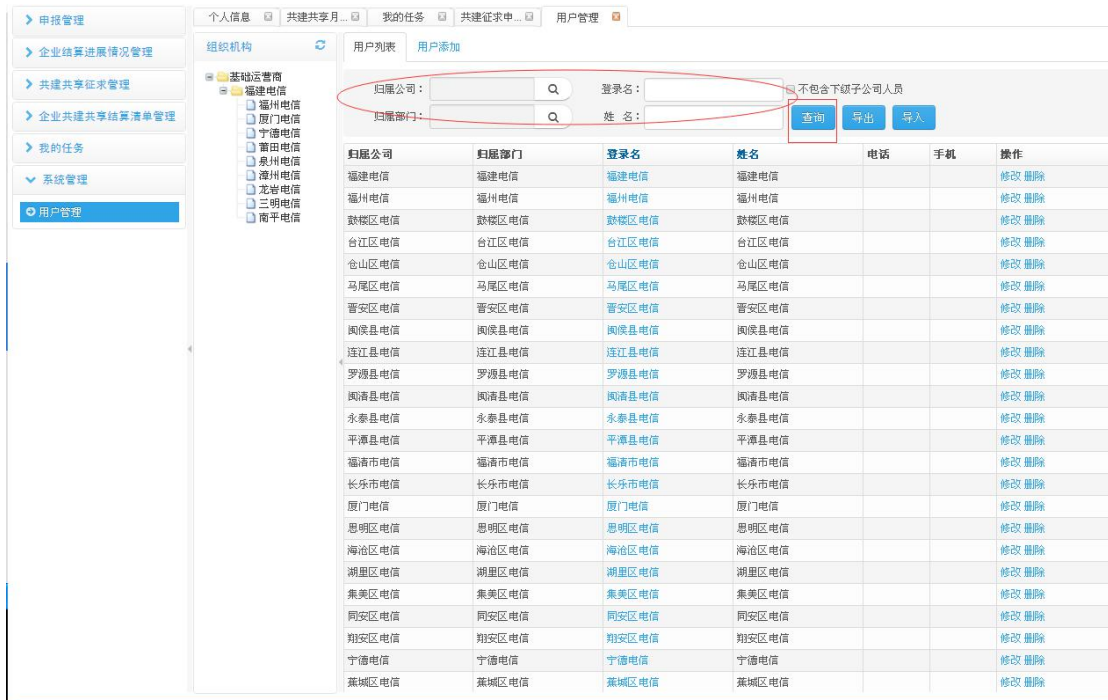 申报管理
企业结算进展情况管理
共建共享征求管理
企业共建共享结算清单管理
我的任务
系统管理
用户管理
个人信息 共建共享月... 我的任务 共建征求申... 用户管理
组织机构
基础运营商
福建电信
福州电信
厦门电信
宁德电信
莆田电信
泉州电信
漳州电信
龙岩电信
三明电信
南平电信
用户列表 用户添加
归属公司： 登录名： 不包含下级子公司人员
归属部门： 姓 名： 查询 导出 导入
归属公司 归属部门 登录名 姓名 电话 手机 操作
福建电信 福建电信 福建电信 福建电信 修改 删除
福州电信 福州电信 福州电信 福州电信 修改 删除
鼓楼区电信 鼓楼区电信 鼓楼区电信 鼓楼区电信 修改 删除
台江区电信 台江区电信 台江区电信 台江区电信 修改 删除
仓山区电信 仓山区电信 仓山区电信 仓山区电信 修改 删除
马尾区电信 马尾区电信 马尾区电信 马尾区电信 修改 删除
晋安区电信 晋安区电信 晋安区电信 晋安区电信 修改 删除
闽侯县电信 闽侯县电信 闽侯县电信 闽侯县电信 修改 删除
连江县电信 连江县电信 连江县电信 连江县电信 修改 删除
罗源县电信 罗源县电信 罗源县电信 罗源县电信 修改 删除
闽清县电信 闽清县电信 闽清县电信 闽清县电信 修改 删除
永泰县电信 永泰县电信 永泰县电信 永泰县电信 修改 删除
平潭县电信 平潭县电信 平潭县电信 平潭县电信 修改 删除
福清市电信 福清市电信 福清市电信 福清市电信 修改 删除
长乐市电信 长乐市电信 长乐市电信 长乐市电信 修改 删除
厦门电信 厦门电信 厦门电信 厦门电信 修改 删除
思明区电信 思明区电信 思明区电信 思明区电信 修改 删除
海沧区电信 海沧区电信 海沧区电信 海沧区电信 修改 删除
湖里区电信 湖里区电信 湖里区电信 湖里区电信 修改 删除
集美区电信 集美区电信 集美区电信 集美区电信 修改 删除
同安区电信 同安区电信 同安区电信 同安区电信 修改 删除
翔安区电信 翔安区电信 翔安区电信 翔安区电信 修改 删除
宁德电信 宁德电信 宁德电信 宁德电信 修改 删除
蕉城区电信 蕉城区电信 蕉城区电信 蕉城区电信 修改 删除